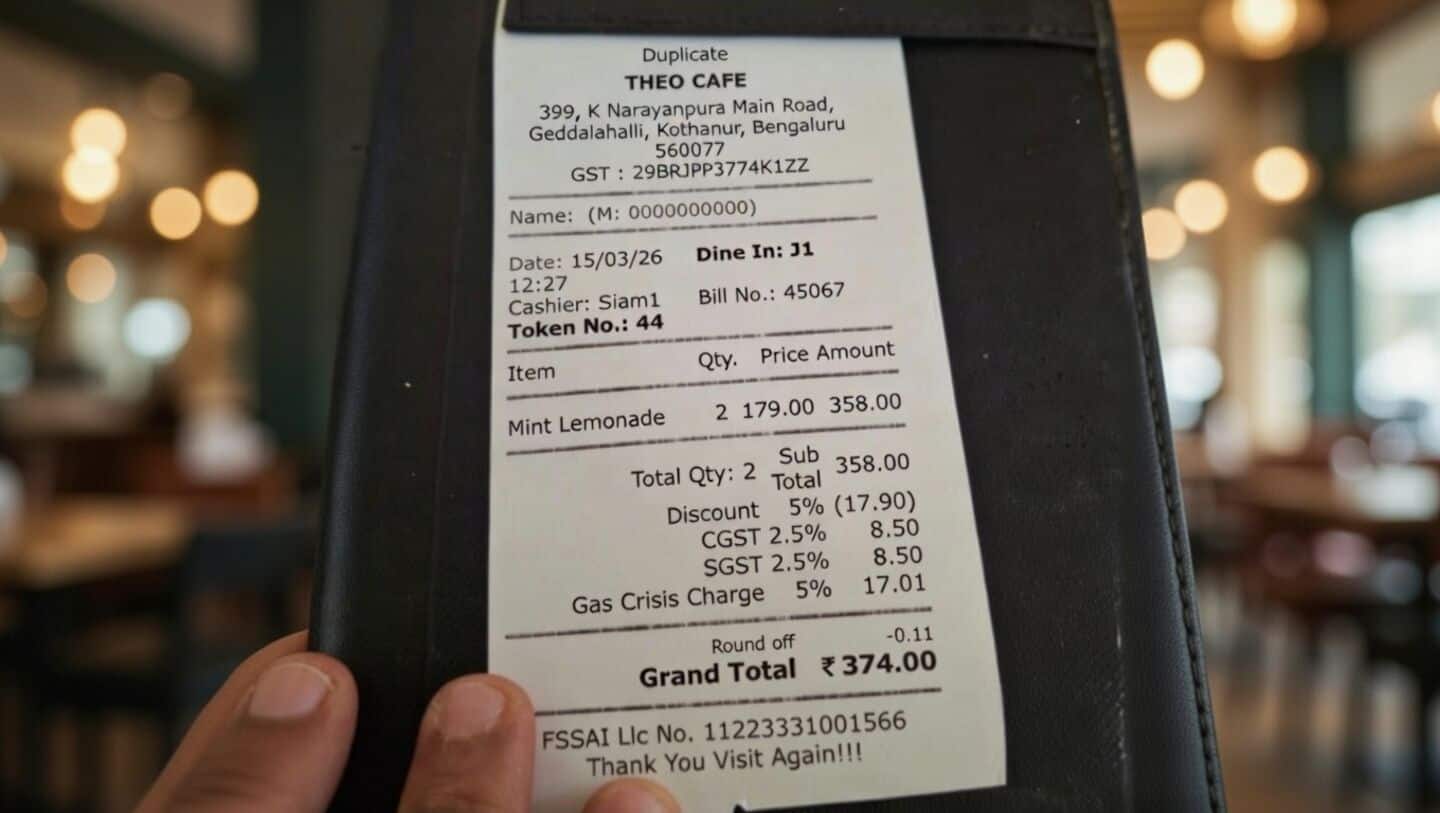 Duplicate
THEO CAFE
399, K Narayanpura Main Road,
Geddalahalli, Kothanur, Bengaluru
560077
GST : 29BRJPP3774K1ZZ
Name: (M: 0000000000)
Date: 15/03/26 Dine In: J1
12:27
Cashier: Siam1 Bill No.: 45067
Token No.: 44
Item Qty. Price Amount
Mint Lemonade 2 179.00 358.00
Total Qty: 2 Sub Total 358.00
Discount 5% (17.90)
CGST 2.5% 8.50
SGST 2.5% 8.50
Gas Crisis Charge 5% 17.01
Round off -0.11
Grand Total ₹374.00
FSSAI Llc No. 11223331001566
Thank You Visit Again!!!